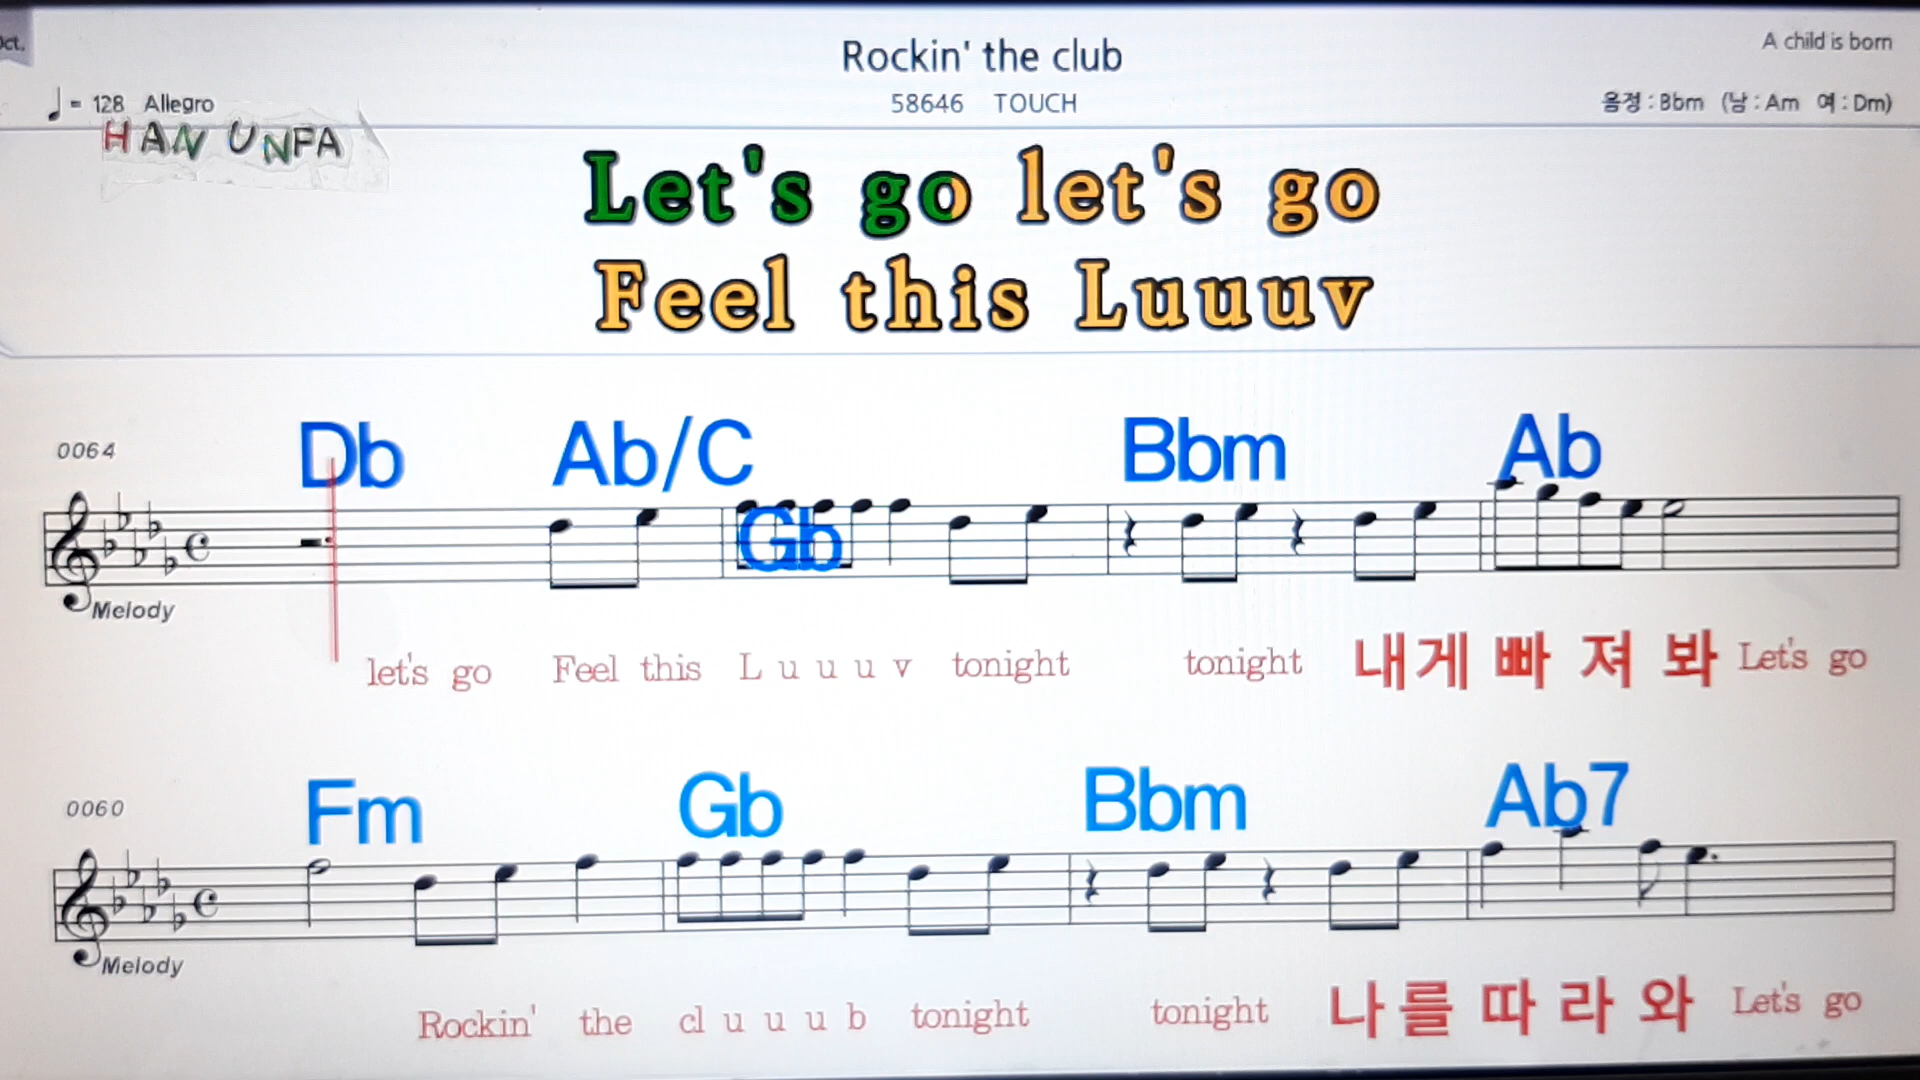 Oct.
Rockin' the club
A child is born
♩ = 128 Allegro
58646 TOUCH
음정 : Bbm (남 : Am 여 : Dm)
HAN UNFA
Let's go let's go
Feel this Luuuv
0064
Db Ab/C Gb Bbm Ab
Melody
let's go Feel this L u u u v tonight tonight 내게 빠 져 봐 Let's go
0060
Fm Gb Bbm Ab7
Melody
Rockin' the cl u u u b tonight tonight 나 를 따 라 와 Let's go